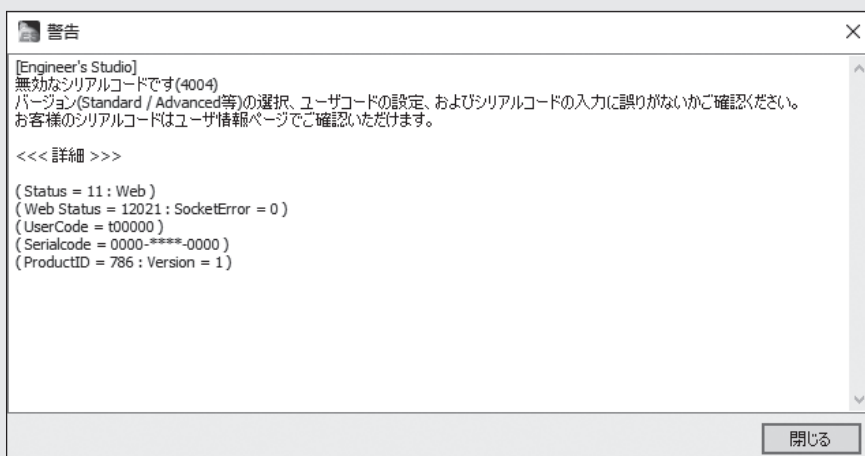 警告
[Engineer's Studio]
無効なシリアルコードです(4004)
バージョン(Standard / Advanced等)の選択、ユーザコードの設定、およびシリアルコードの入力に誤りがないかご確認ください。
お客様のシリアルコードはユーザ情報ページでご確認いただけます。
<<< 詳細 >>>
( Status = 11 : Web )
( Web Status = 12021 : SocketError = 0 )
( UserCode = t00000 )
( Serialcode = 0000-****-0000 )
( ProductID = 786 : Version = 1 )
閉じる